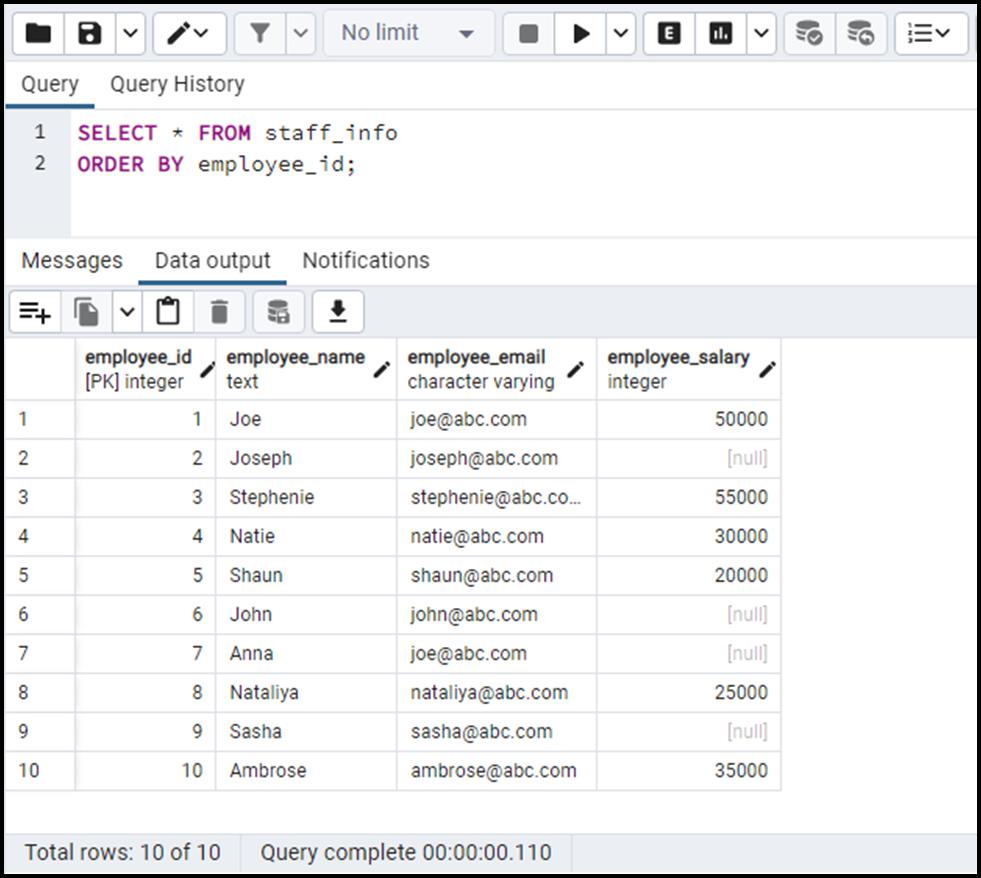 No limit
E
Query Query History
1 SELECT * FROM staff_info
2 ORDER BY employee_id;
Messages Data output Notifications
employee_id employee_name employee_email employee_salary
[PK] integer text character varying integer
1 1 Joe joe@abc.com 50000
2 2 Joseph joseph@abc.com [null]
3 3 Stephenie stephenie@abc.co... 55000
4 4 Natie natie@abc.com 30000
5 5 Shaun shaun@abc.com 20000
6 6 John john@abc.com [null]
7 7 Anna joe@abc.com [null]
8 8 Nataliya nataliya@abc.com 25000
9 9 Sasha sasha@abc.com [null]
10 10 Ambrose ambrose@abc.com 35000
Total rows: 10 of 10 Query complete 00:00:00.110